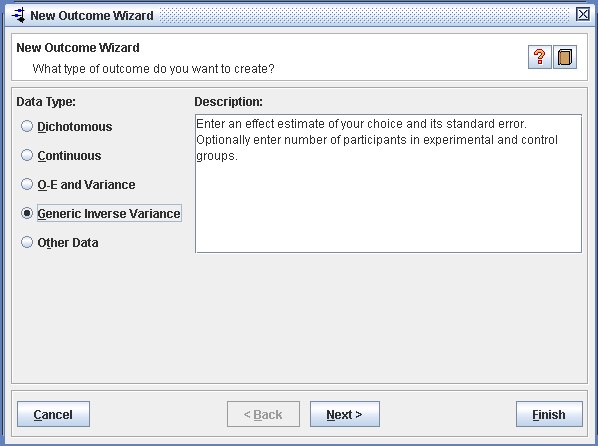 New Outcome Wizard
New Outcome Wizard
What type of outcome do you want to create?
?
Data Type:
Description:
Dichotomous
Continuous
O-E and Variance
Generic Inverse Variance
Other Data
Enter an effect estimate of your choice and its standard error.
Optionally enter number of participants in experimental and control
groups.
Cancel
< Back
Next >
Finish